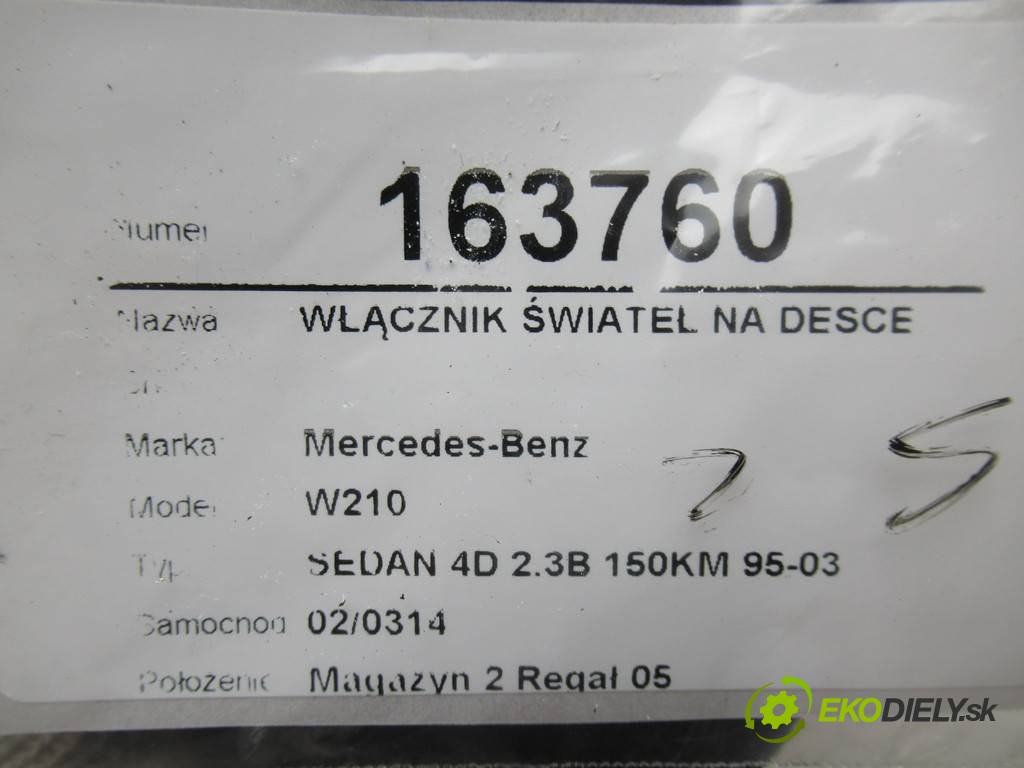 Numer 163760
Nazwa WŁĄCZNIK ŚWIATEŁ NA DESCE
Marka Mercedes-Benz
Model W210
Typ SEDAN 4D 2.3B 150KM 95-03
Samochod 02/0314
Położenie Magazyn 2 Regał 05
EKODIELY.sk